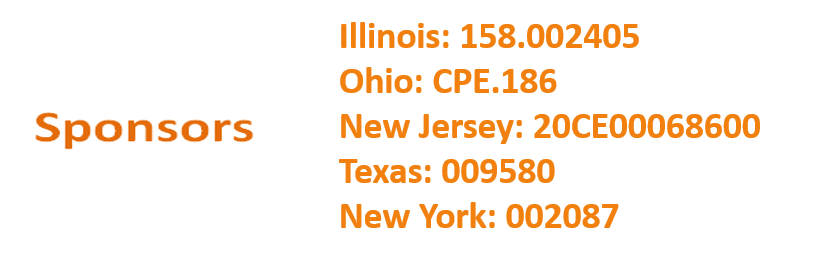 Sponsors
Illinois: 158.002405
Ohio: CPE.186
New Jersey: 20CE00068600
Texas: 009580
New York: 002087